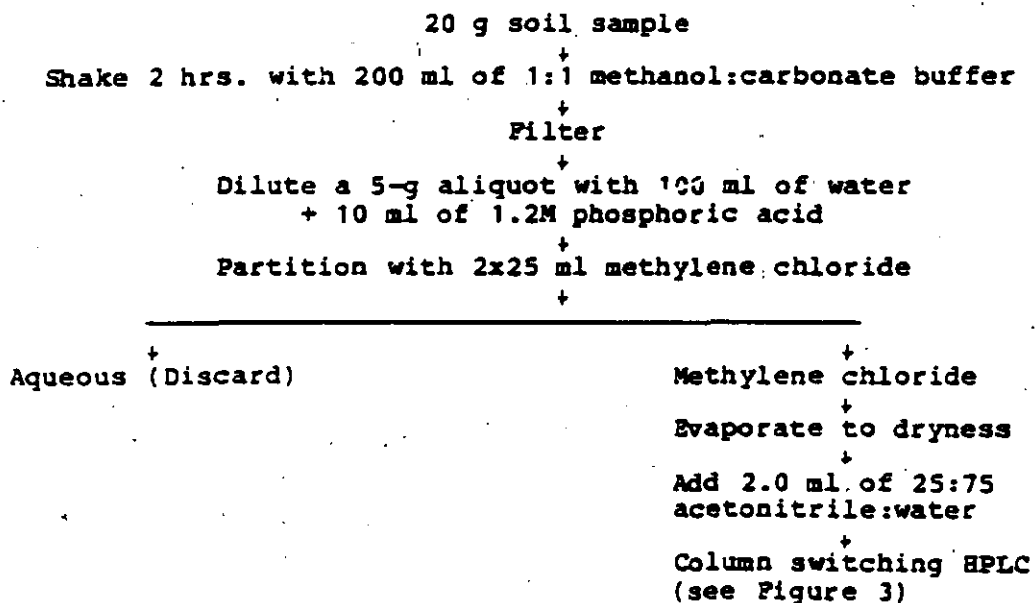 20 g soil sample
Shake 2 hrs. with 200 ml of 1:1 methanol:carbonate buffer
Filter
Dilute a 5-g aliquot with 100 ml of water
+ 10 ml of 1.2M phosphoric acid
Partition with 2x25 ml methylene chloride
Aqueous (Discard)
Methylene chloride
Evaporate to dryness
Add 2.0 ml of 25:75
acetonitrile:water
Column switching HPLC
(see Figure 3)